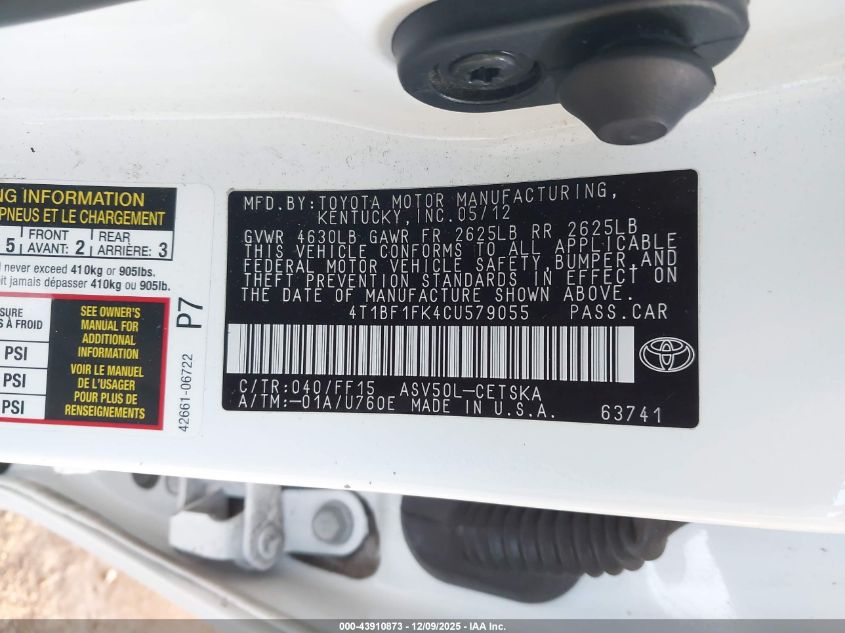 NG INFORMATION
PNEUS ET LE CHARGEMENT
5 FRONT AVANT: 2 REAR ARRIÈRE: 3
never exceed 410kg or 905lbs.
it jamais dépasser 410kg ou 905lb.
SURE
S À FROID
PSI
PSI
PSI
SEE OWNER'S
MANUAL FOR
ADDITIONAL
INFORMATION
VOIR LE MANUEL
DE L'USAGER
POUR PLUS DE
RENSEIGNEMENTS
P7
42661-06722
MFD.BY:TOYOTA MOTOR MANUFACTURING,
KENTUCKY, INC. 05/12
GVWR 4630LB GAWR FR 2625LB RR 2625LB
THIS VEHICLE CONFORMS TO ALL APPLICABLE
FEDERAL MOTOR VEHICLE SAFETY, BUMPER, AND
THEFT PREVENTION STANDARDS IN EFFECT ON
THE DATE OF MANUFACTURE SHOWN ABOVE.
4T1BF1FK4CU579055 PASS.CAR
C/TR:040/FF15 ASV50L-CETSKA
A/TM:-01A/U760E MADE IN U.S.A. 63741
000-43910873 | 12/09/2025 - IAA Inc.